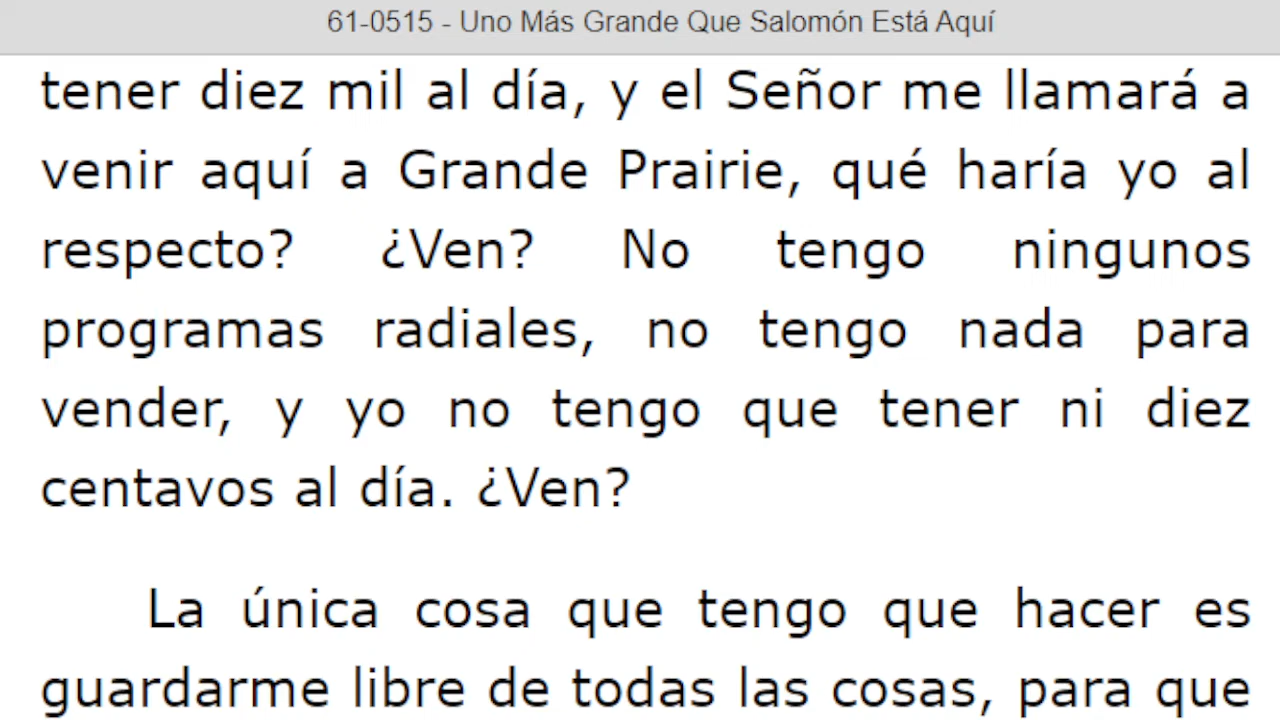 61-0515 - Uno Más Grande Que Salomón Está Aquí
tener diez mil al día, y el Señor me llamará a
venir aquí a Grande Prairie, qué haría yo al
respecto? ¿Ven? No tengo ningunos
programas radiales, no tengo nada para
vender, y yo no tengo que tener ni diez
centavos al día. ¿Ven?
La única cosa que tengo que hacer es
guardarme libre de todas las cosas, para que